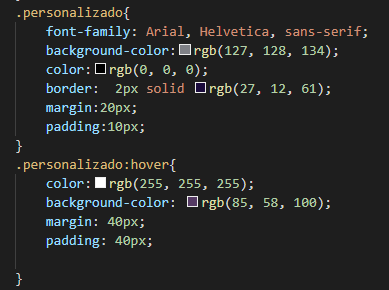 .personalizado{
font-family: Arial, Helvetica, sans-serif;
background-color:rgb(127, 128, 134);
color:rgb(0, 0, 0);
border:  2px solid rgb(27, 12, 61);
margin:20px;
padding:10px;
}
.personalizado:hover{
color:rgb(255, 255, 255);
background-color: rgb(85, 58, 100);
margin: 40px;
padding: 40px;
}